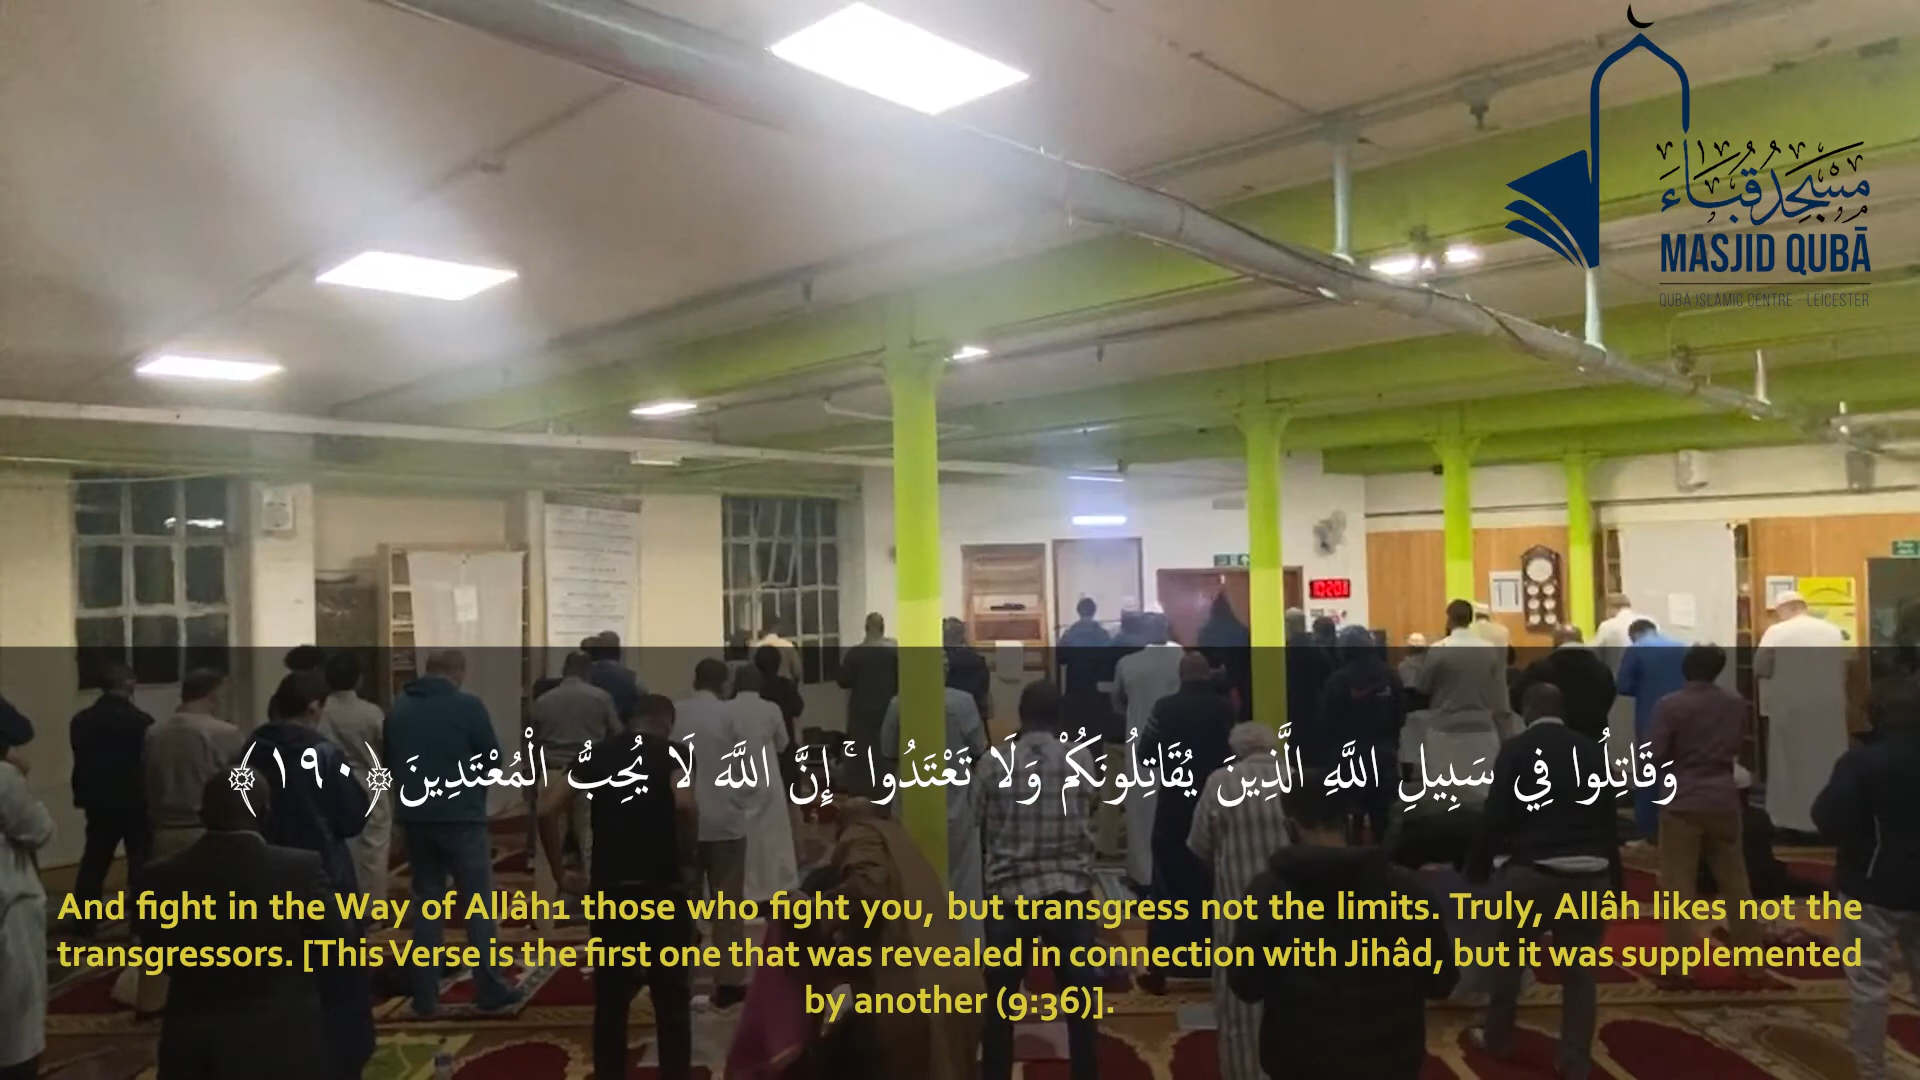 مسجد قباء
MASJID QUBĀ
QUBĀ ISLAMIC CENTRE - LEICESTER
وَقَاتِلُوا فِي سَبِيلِ اللَّهِ الَّذِينَ يُقَاتِلُونَكُمْ وَلَا تَعْتَدُوا ۚ إِنَّ اللَّهَ لَا يُحِبُّ الْمُعْتَدِينَ ﴿١٩٠﴾
And fight in the Way of Allâh1 those who fight you, but transgress not the limits. Truly, Allâh likes not the
transgressors. [This Verse is the first one that was revealed in connection with Jihâd, but it was supplemented
by another (9:36)].